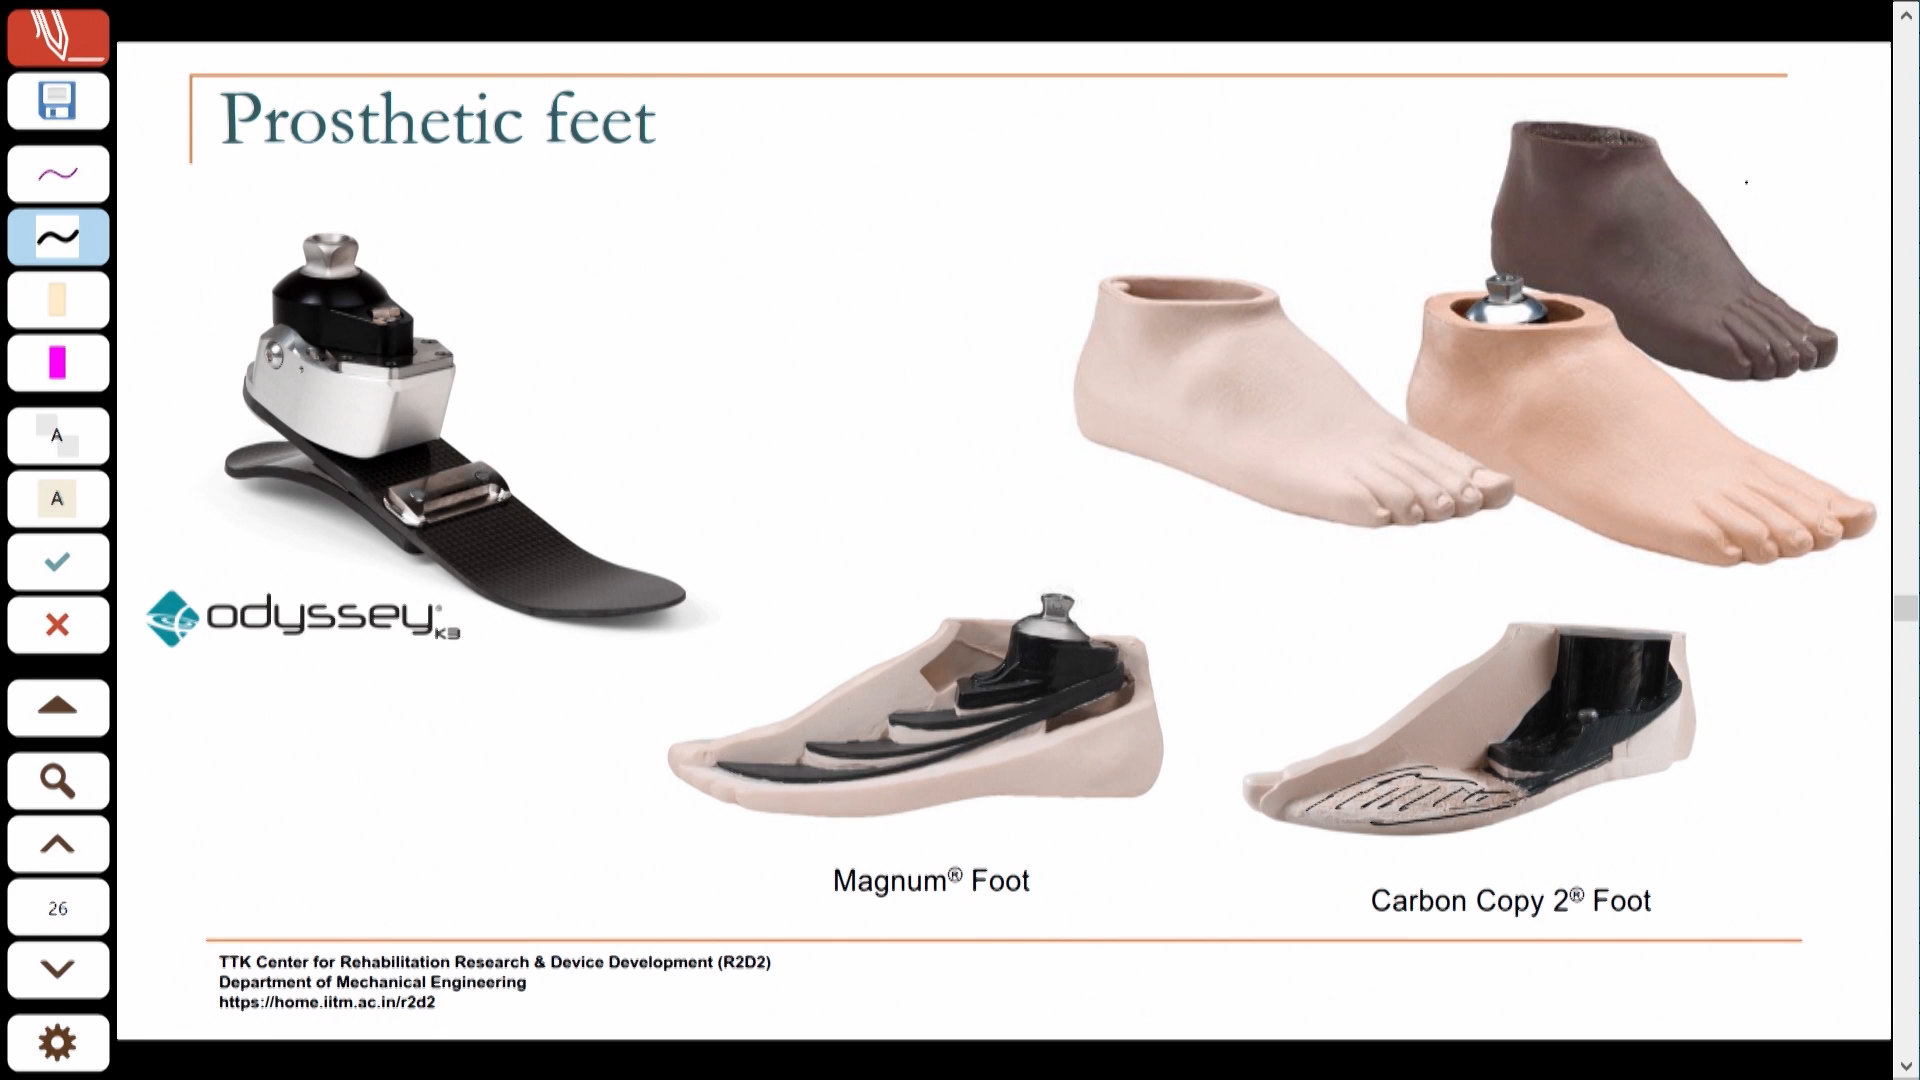 Prosthetic feet
odyssey® K3
Magnum® Foot
Carbon Copy 2® Foot
TTK Center for Rehabilitation Research & Device Development (R2D2)
Department of Mechanical Engineering
https://home.iitm.ac.in/r2d2
A
A
26